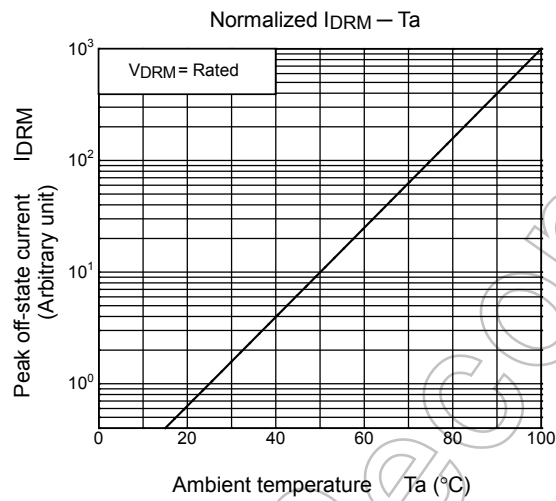 Normalized IDRM – Ta
VDRM = Rated
Peak off-state current IDRM
(Arbitrary unit)
10³
10²
10¹
10⁰
0 20 40 60 80 100
Ambient temperature Ta (°C)